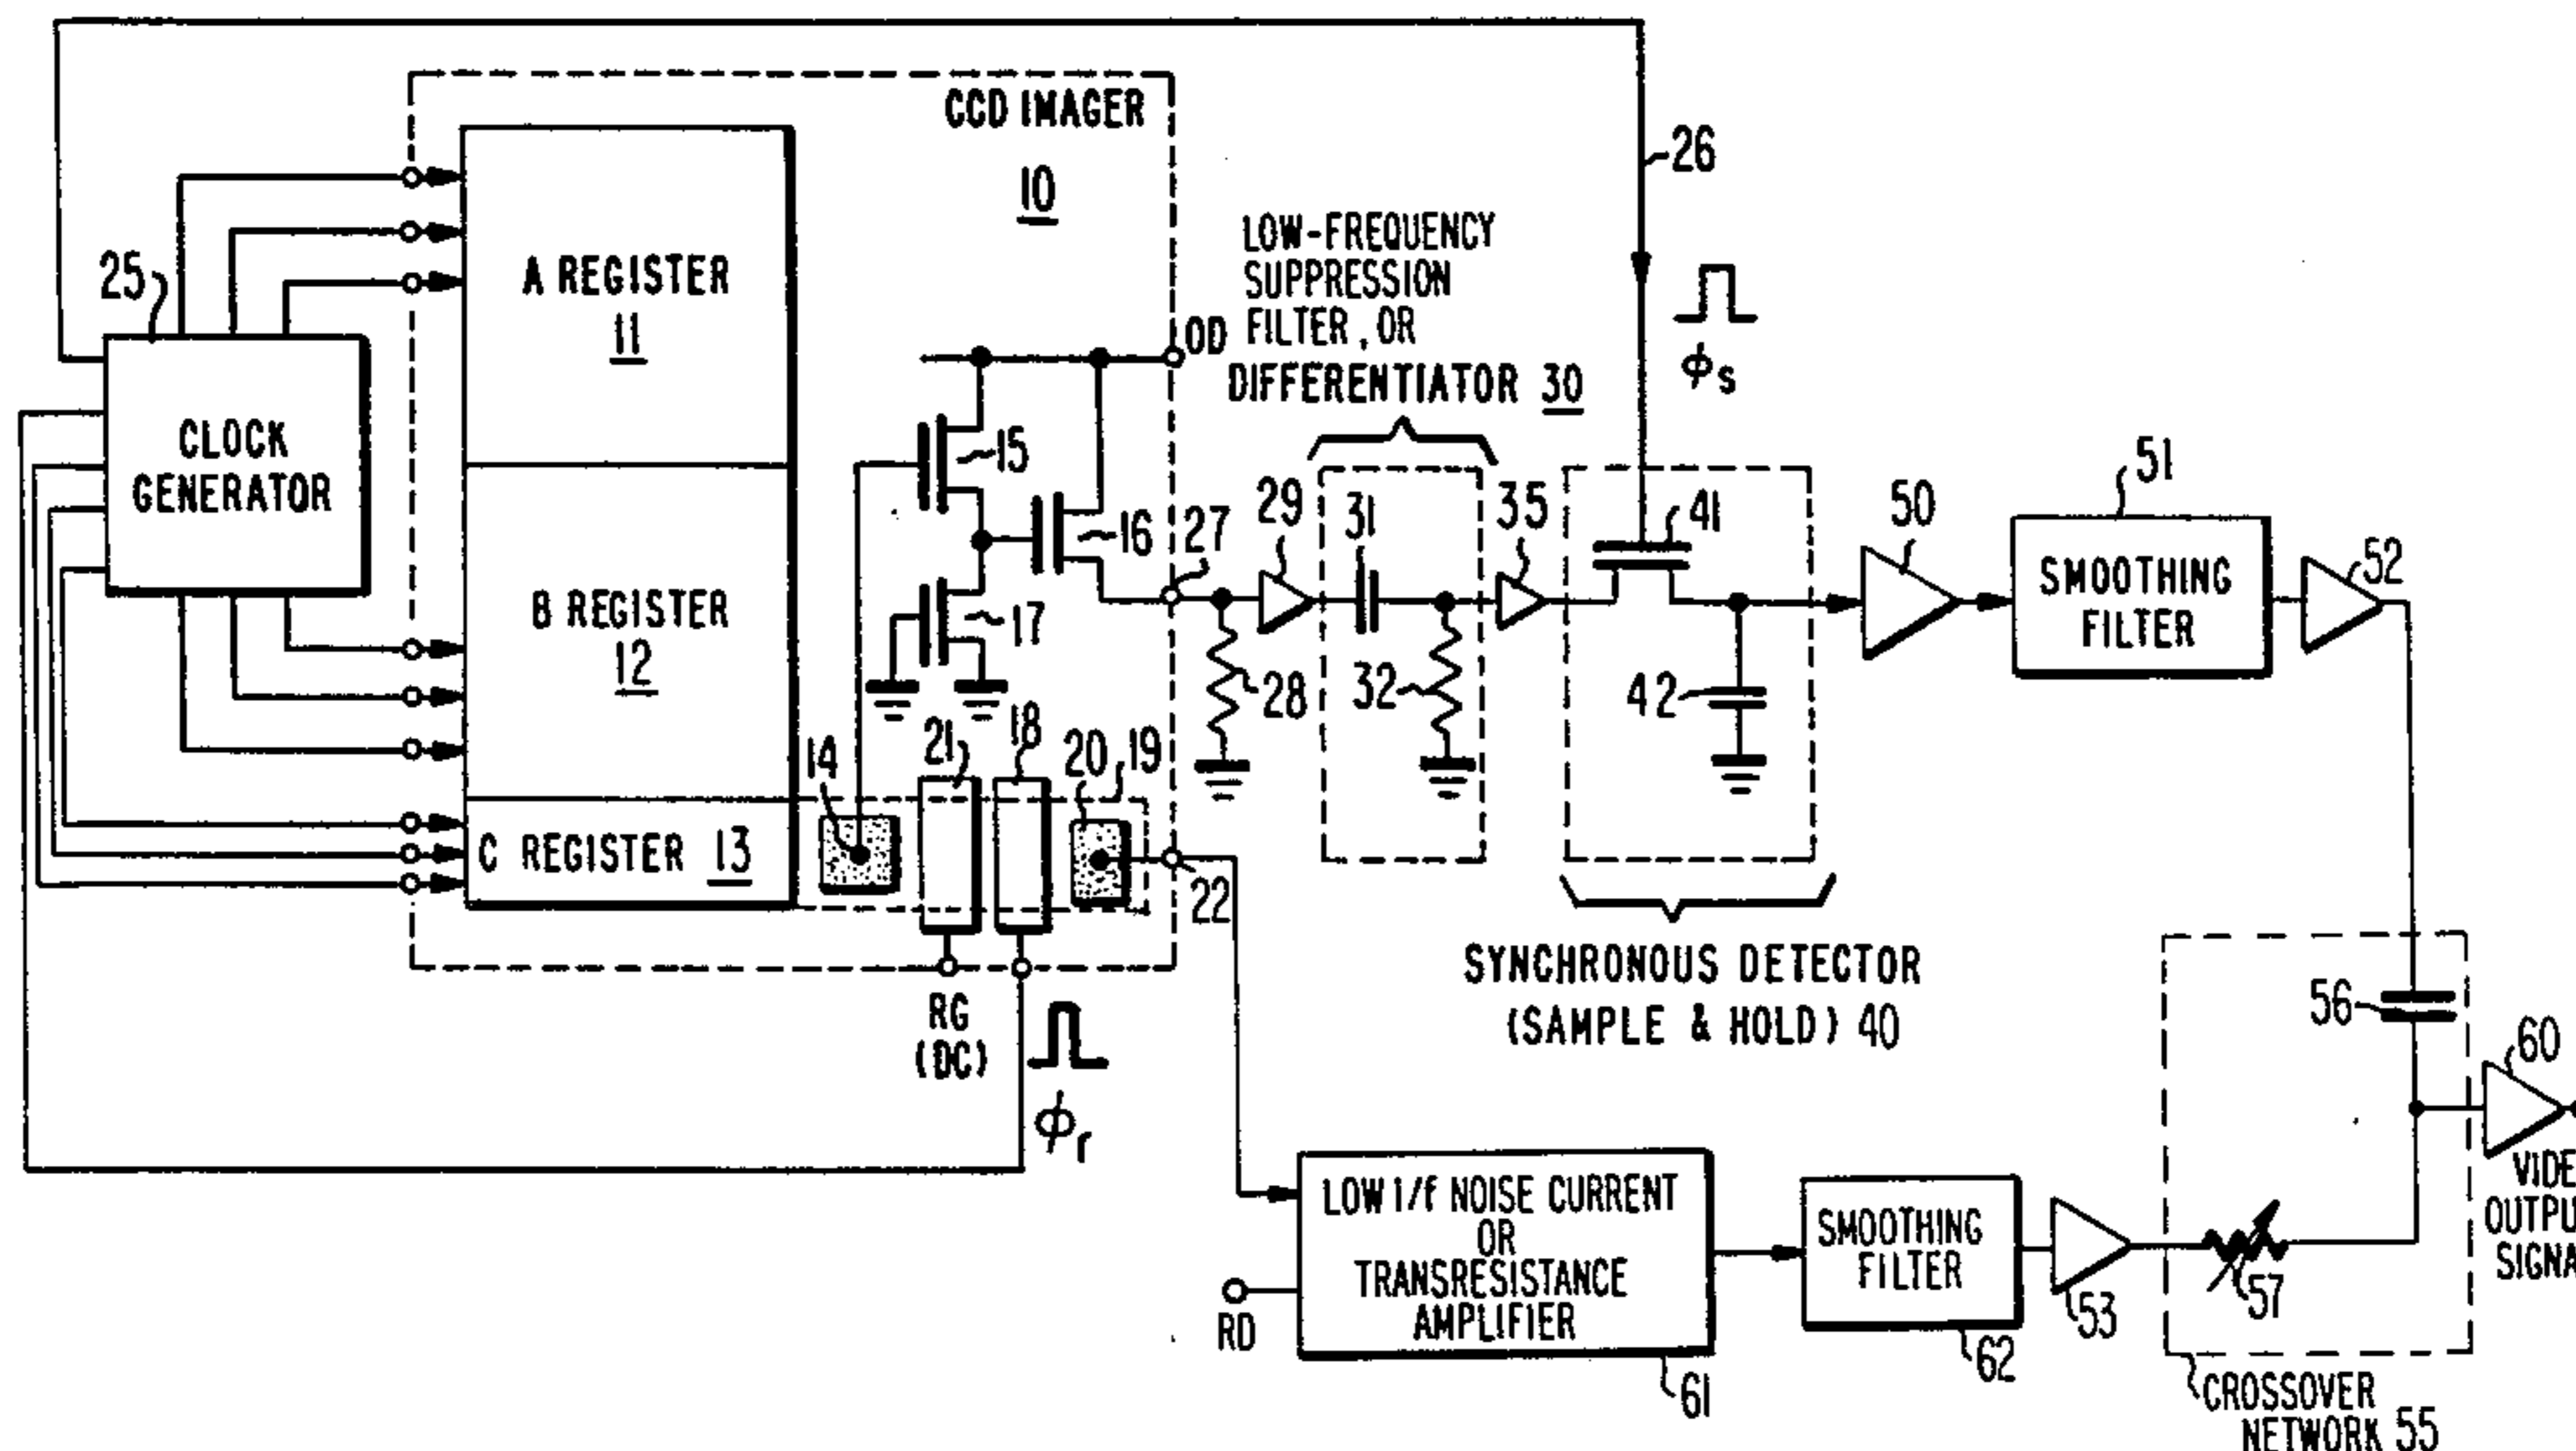 CCD IMAGER
10
26
A REGISTER
11
25
CLOCK
GENERATOR
B REGISTER
12
C REGISTER 13
OD
LOW-FREQUENCY
SUPPRESSION
FILTER, OR
DIFFERENTIATOR 30
ϕs
15
16
17
27
28
29
31
32
35
41
42
50
51
SMOOTHING
FILTER
52
14
21
18
20
19
22
RG
(DC)
ϕr
SYNCHRONOUS DETECTOR
(SAMPLE & HOLD) 40
56
60
VIDE
OUTPU
SIGNA
LOW 1/f NOISE CURRENT
OR
TRANSRESISTANCE
AMPLIFIER
RD
61
SMOOTHING
FILTER
62
53
57
CROSSOVER
NETWORK 55